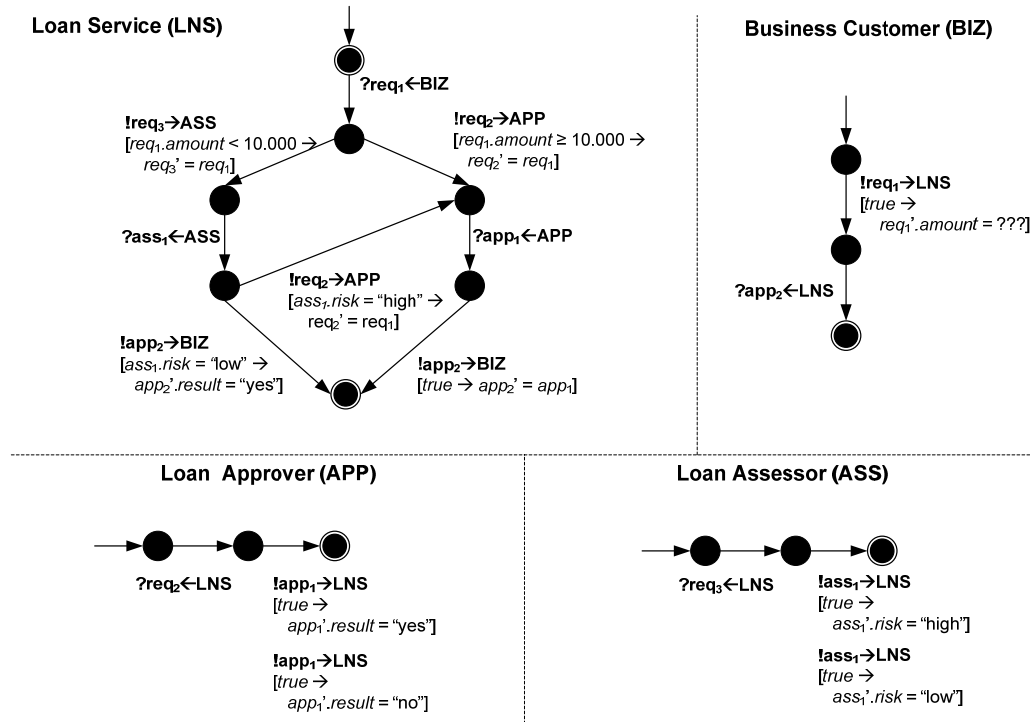 Loan Service (LNS)
?req₁←BIZ
!req₃→ASS
[req₁.amount < 10.000 →
req₃’ = req₁]
!req₂→APP
[req₁.amount ≥ 10.000 →
req₂’ = req₁]
?ass₁←ASS
?app₁←APP
!req₂→APP
[ass₁.risk = “high” →
req₂’ = req₁]
!app₂→BIZ
[ass₁.risk = “low” →
app₂’.result = “yes”]
!app₂→BIZ
[true → app₂’ = app₁]
Business Customer (BIZ)
!req₁→LNS
[true →
req₁’.amount = ???]
?app₂←LNS
Loan Approver (APP)
?req₂←LNS
!app₁→LNS
[true →
app₁’.result = “yes”]
!app₁→LNS
[true →
app₁’.result = “no”]
Loan Assessor (ASS)
?req₃←LNS
!ass₁→LNS
[true →
ass₁’.risk = “high”]
!ass₁→LNS
[true →
ass₁’.risk = “low”]